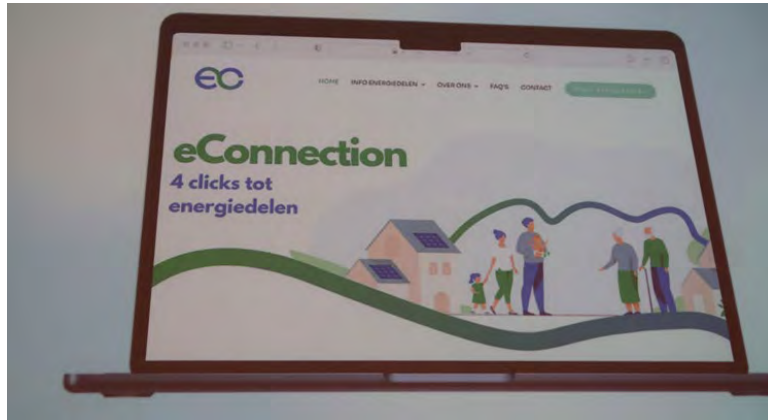 ec
HOME INFO ENERGIEDELEN OVER ONS FAQ'S CONTACT
eConnection
4 clicks tot
energiedelen